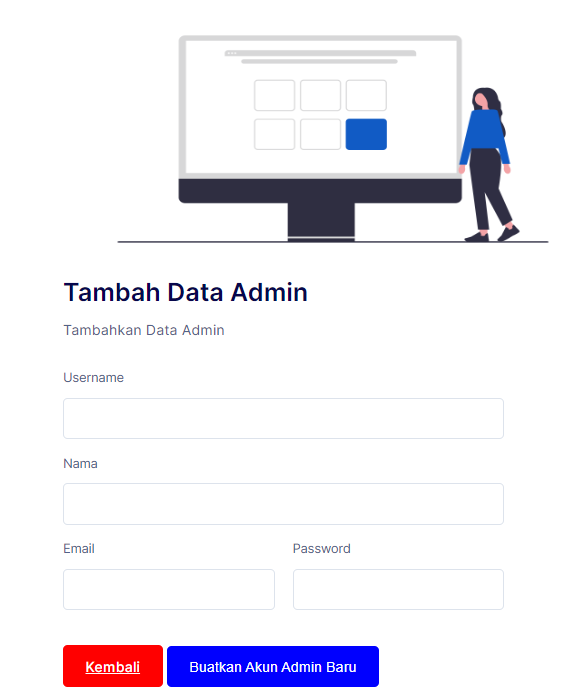 Tambah Data Admin
Tambahkan Data Admin
Username
Nama
Email Password
Kembali Buatkan Akun Admin Baru